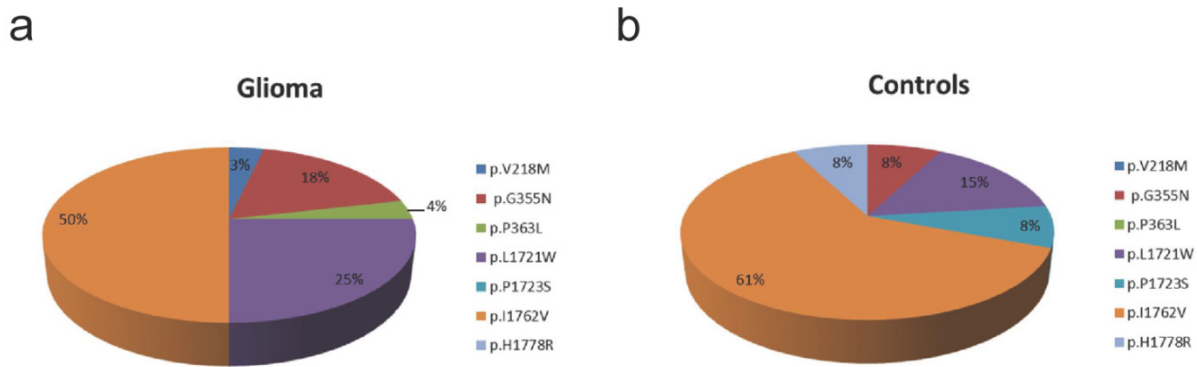 a
Glioma
3%
18%
4%
50%
25%
p.V218M
p.G355N
p.P363L
p.L1721W
p.P1723S
p.I1762V
p.H1778R
b
Controls
8%
8%
15%
8%
61%
p.V218M
p.G355N
p.P363L
p.L1721W
p.P1723S
p.I1762V
p.H1778R